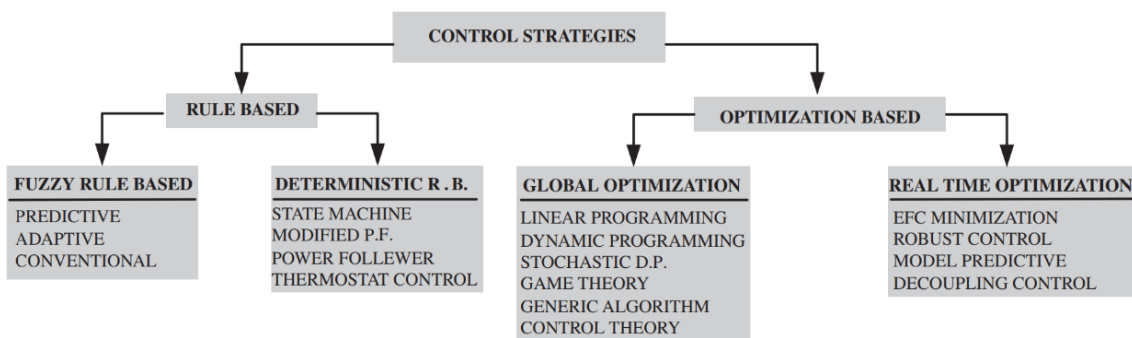 CONTROL STRATEGIES
RULE BASED
OPTIMIZATION BASED
FUZZY RULE BASED
PREDICTIVE
ADAPTIVE
CONVENTIONAL
DETERMINISTIC R . B.
STATE MACHINE
MODIFIED P.F.
POWER FOLLEWER
THERMOSTAT CONTROL
GLOBAL OPTIMIZATION
LINEAR PROGRAMMING
DYNAMIC PROGRAMMING
STOCHASTIC D.P.
GAME THEORY
GENERIC ALGORITHM
CONTROL THEORY
REAL TIME OPTIMIZATION
EFC MINIMIZATION
ROBUST CONTROL
MODEL PREDICTIVE
DECOUPLING CONTROL